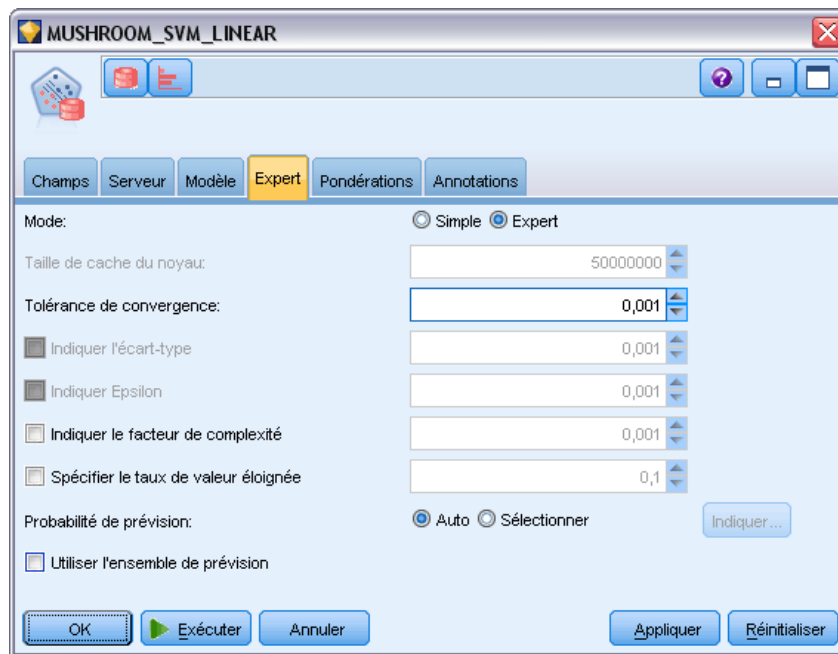 MUSHROOM_SVM_LINEAR
?
Champs Serveur Modèle Expert Pondérations Annotations
Mode: Simple Expert
Taille de cache du noyau: 50000000
Tolérance de convergence: 0,001
Indiquer l'écart-type 0,001
Indiquer Epsilon 0,001
Indiquer le facteur de complexité 0,001
Spécifier le taux de valeur éloignée 0,1
Probabilité de prévision: Auto Sélectionner Indiquer...
Utiliser l'ensemble de prévision
OK Exécuter Annuler Appliquer Réinitialiser